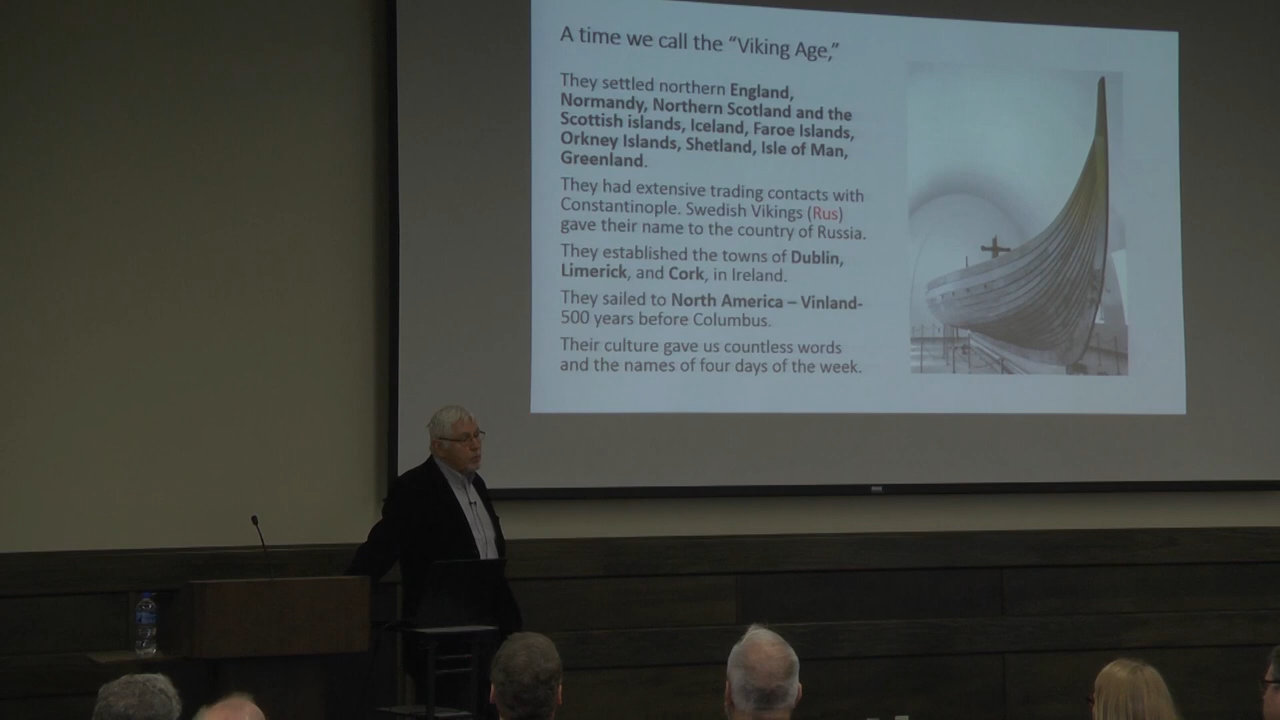 A time we call the “Viking Age,”
They settled northern England,
Normandy, Northern Scotland and the
Scottish islands, Iceland, Faroe Islands,
Orkney Islands, Shetland, Isle of Man,
Greenland.
They had extensive trading contacts with
Constantinople. Swedish Vikings (Rus)
gave their name to the country of Russia.
They established the towns of Dublin,
Limerick, and Cork, in Ireland.
They sailed to North America – Vinland-
500 years before Columbus.
Their culture gave us countless words
and the names of four days of the week.